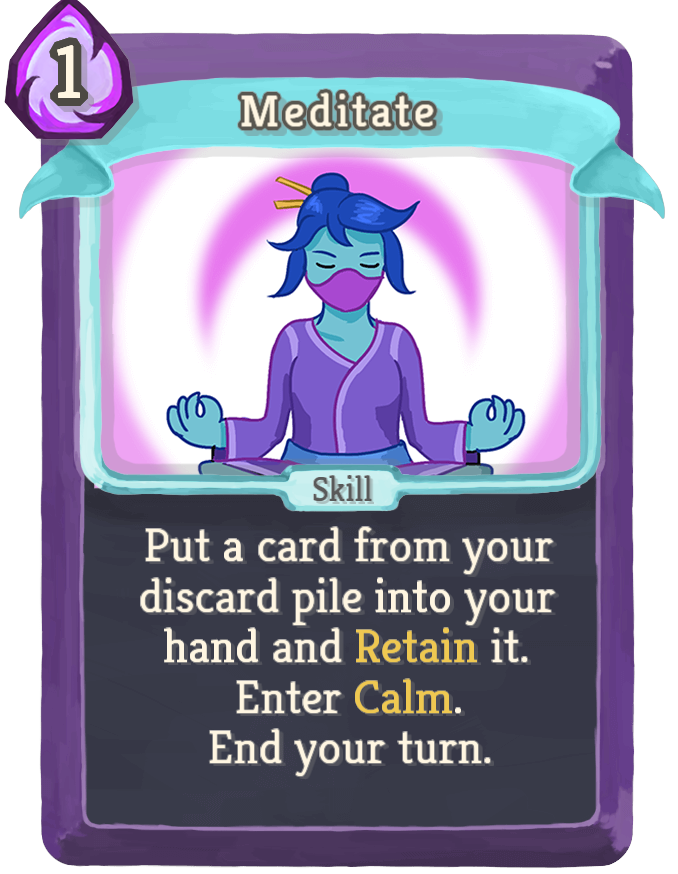 1
Meditate
Skill
Put a card from your
discard pile into your
hand and Retain it.
Enter Calm.
End your turn.